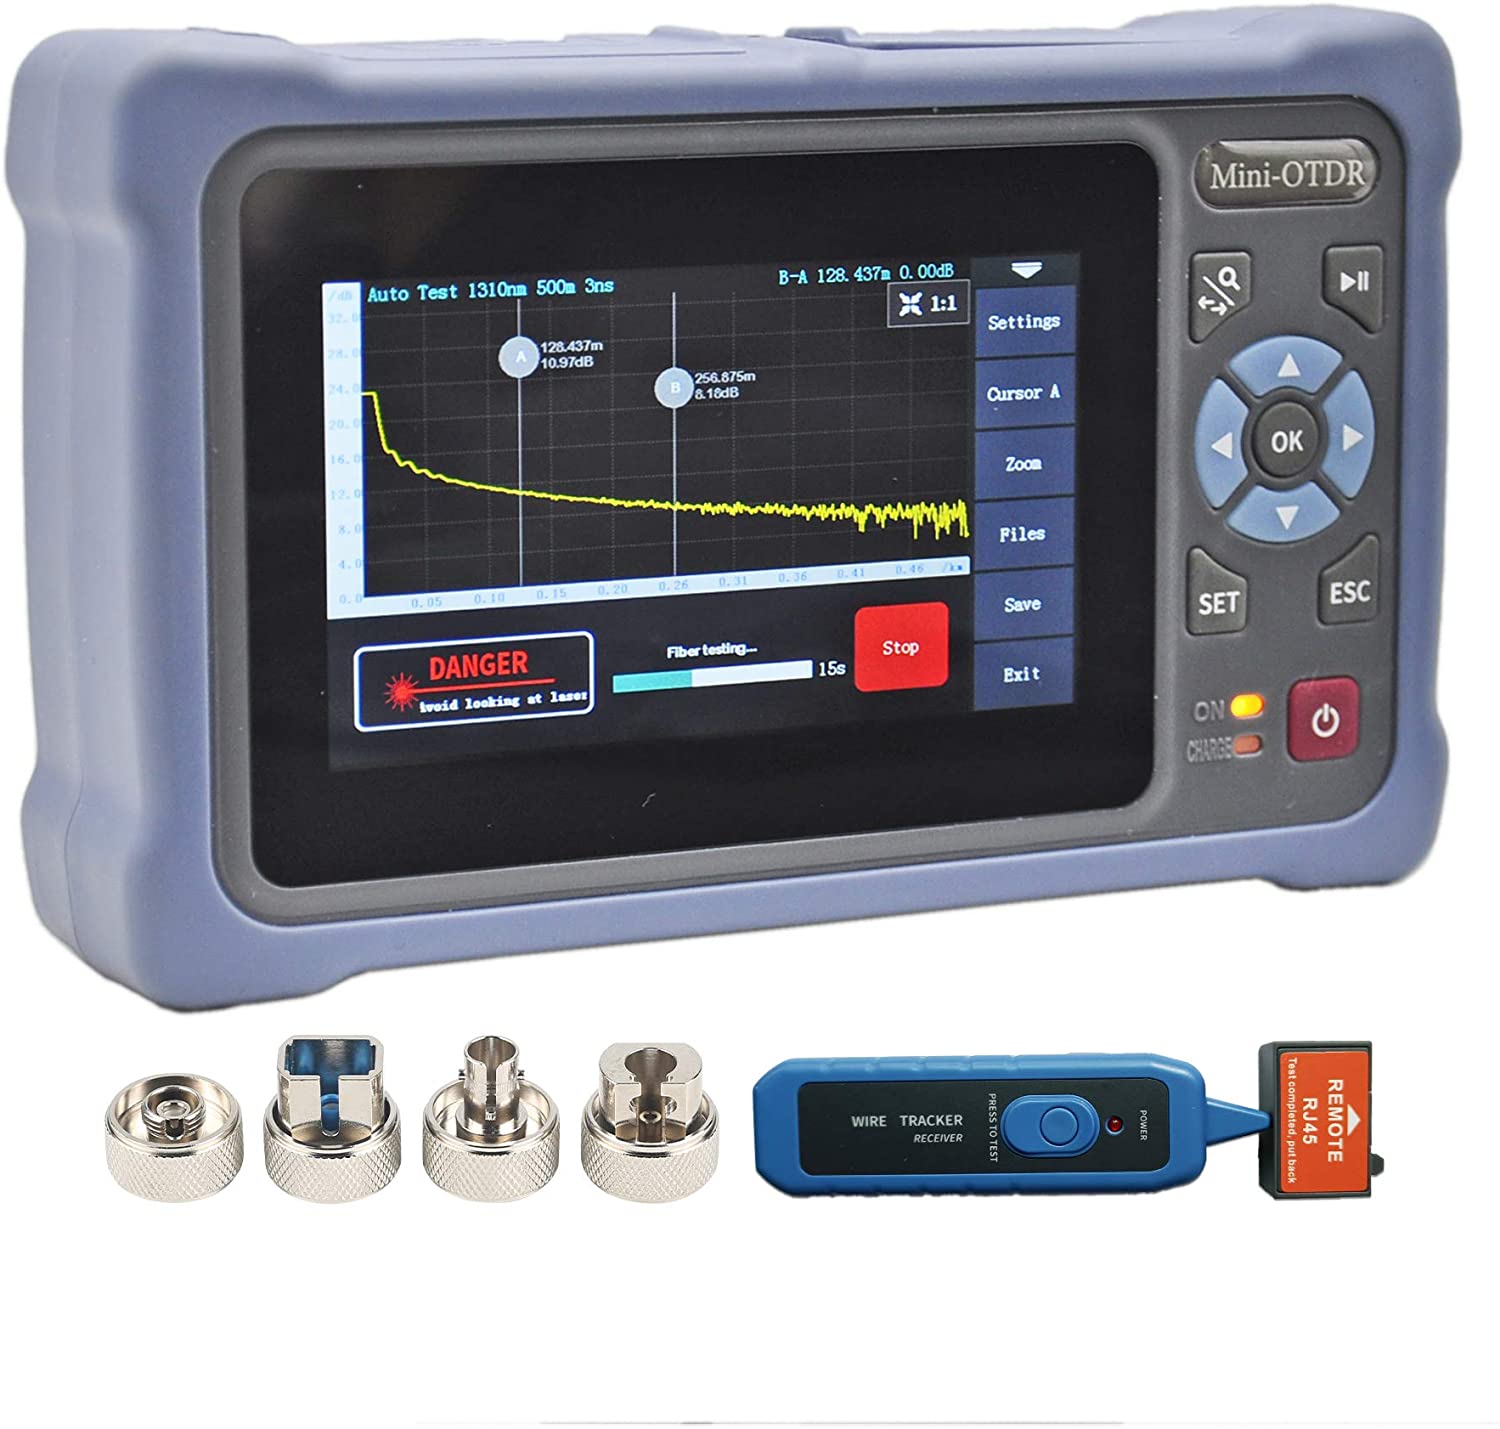 Mini-OTDR
Auto Test 1310nm 500m 3ns
B-A 128.437m 0.00dB
1:1
/dB
32.0
28.0
24.0
20.0
16.0
12.0
8.0
4.0
0.0
A
128.437m
10.97dB
B
256.875m
8.18dB
0.05 0.10 0.15 0.20 0.26 0.31 0.36 0.41 0.46 /km
Settings
Cursor A
Zoom
Files
Save
Exit
DANGER
Avoid looking at laser
Fiber testing...
15s
Stop
OK
SET
ESC
ON
CHARGE
WIRE TRACKER
RECEIVER
PRESS TO TEST
POWER
REMOTE
RJ45
Test completed, put back